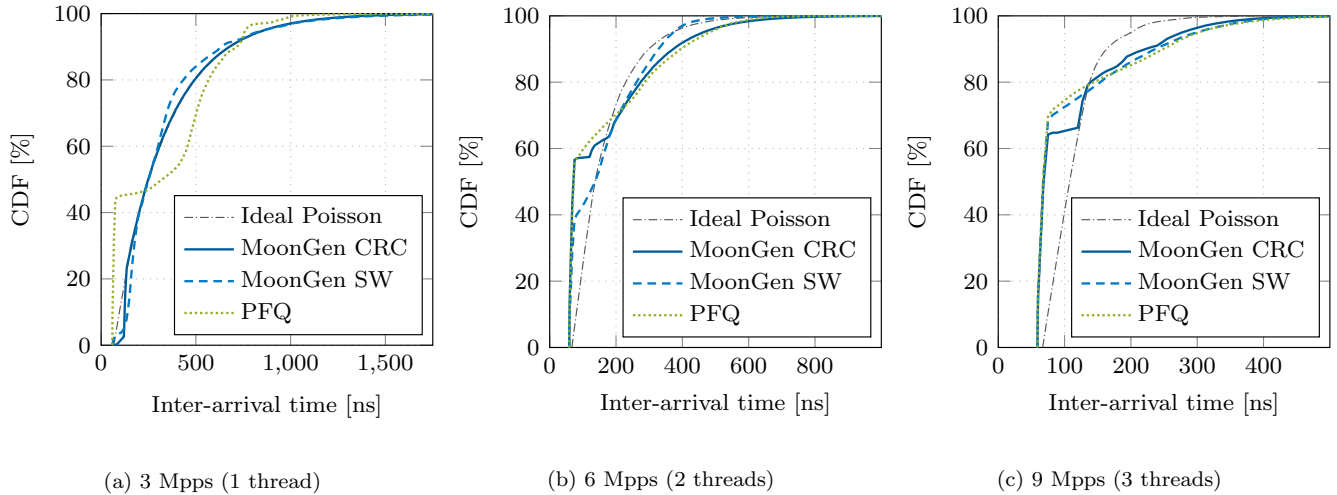 100
80
60
40
20
0
CDF [%]
0
500
1,000
1,500
Inter-arrival time [ns]
Ideal Poisson
MoonGen CRC
MoonGen SW
PFQ
(a) 3 Mpps (1 thread)
100
80
60
40
20
0
CDF [%]
0
200
400
600
800
Inter-arrival time [ns]
Ideal Poisson
MoonGen CRC
MoonGen SW
PFQ
(b) 6 Mpps (2 threads)
100
80
60
40
20
0
CDF [%]
0
100
200
300
400
Inter-arrival time [ns]
Ideal Poisson
MoonGen CRC
MoonGen SW
PFQ
(c) 9 Mpps (3 threads)